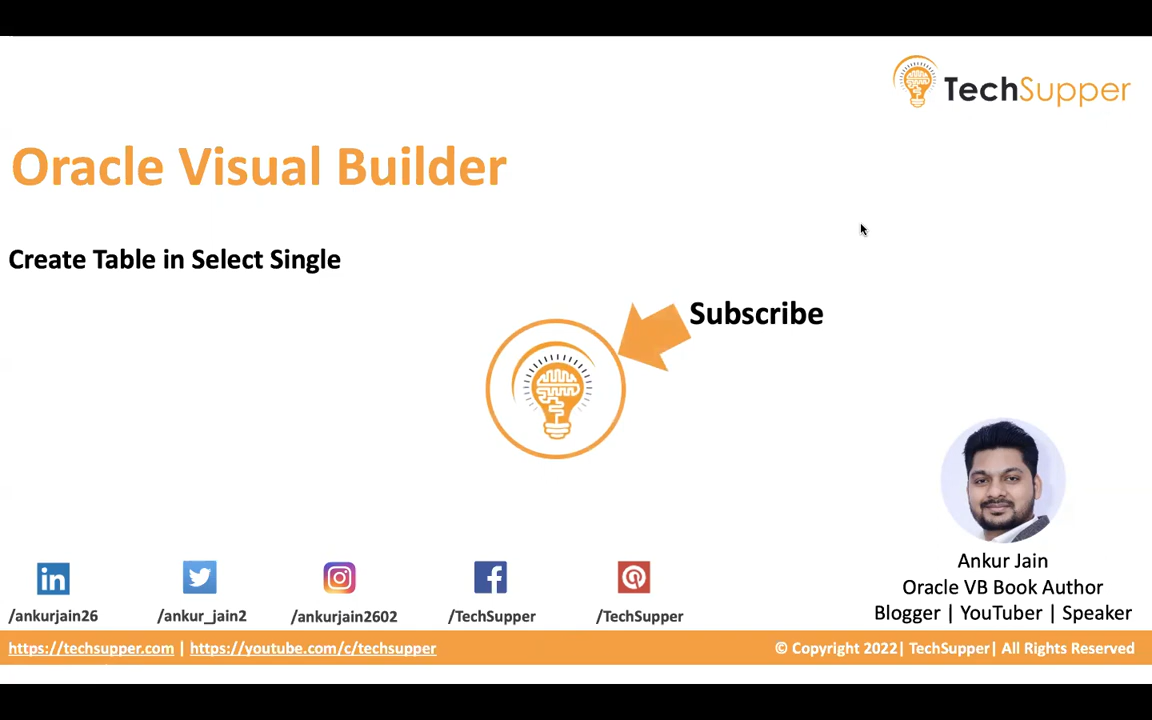 TechSupper
Oracle Visual Builder
Create Table in Select Single
Subscribe
Ankur Jain
Oracle VB Book Author
Blogger | YouTuber | Speaker
in
/ankurjain26
/ankur_jain2
/ankurjain2602
/TechSupper
/TechSupper
https://techsupper.com | https://youtube.com/c/techsupper
© Copyright 2022| TechSupper| All Rights Reserved